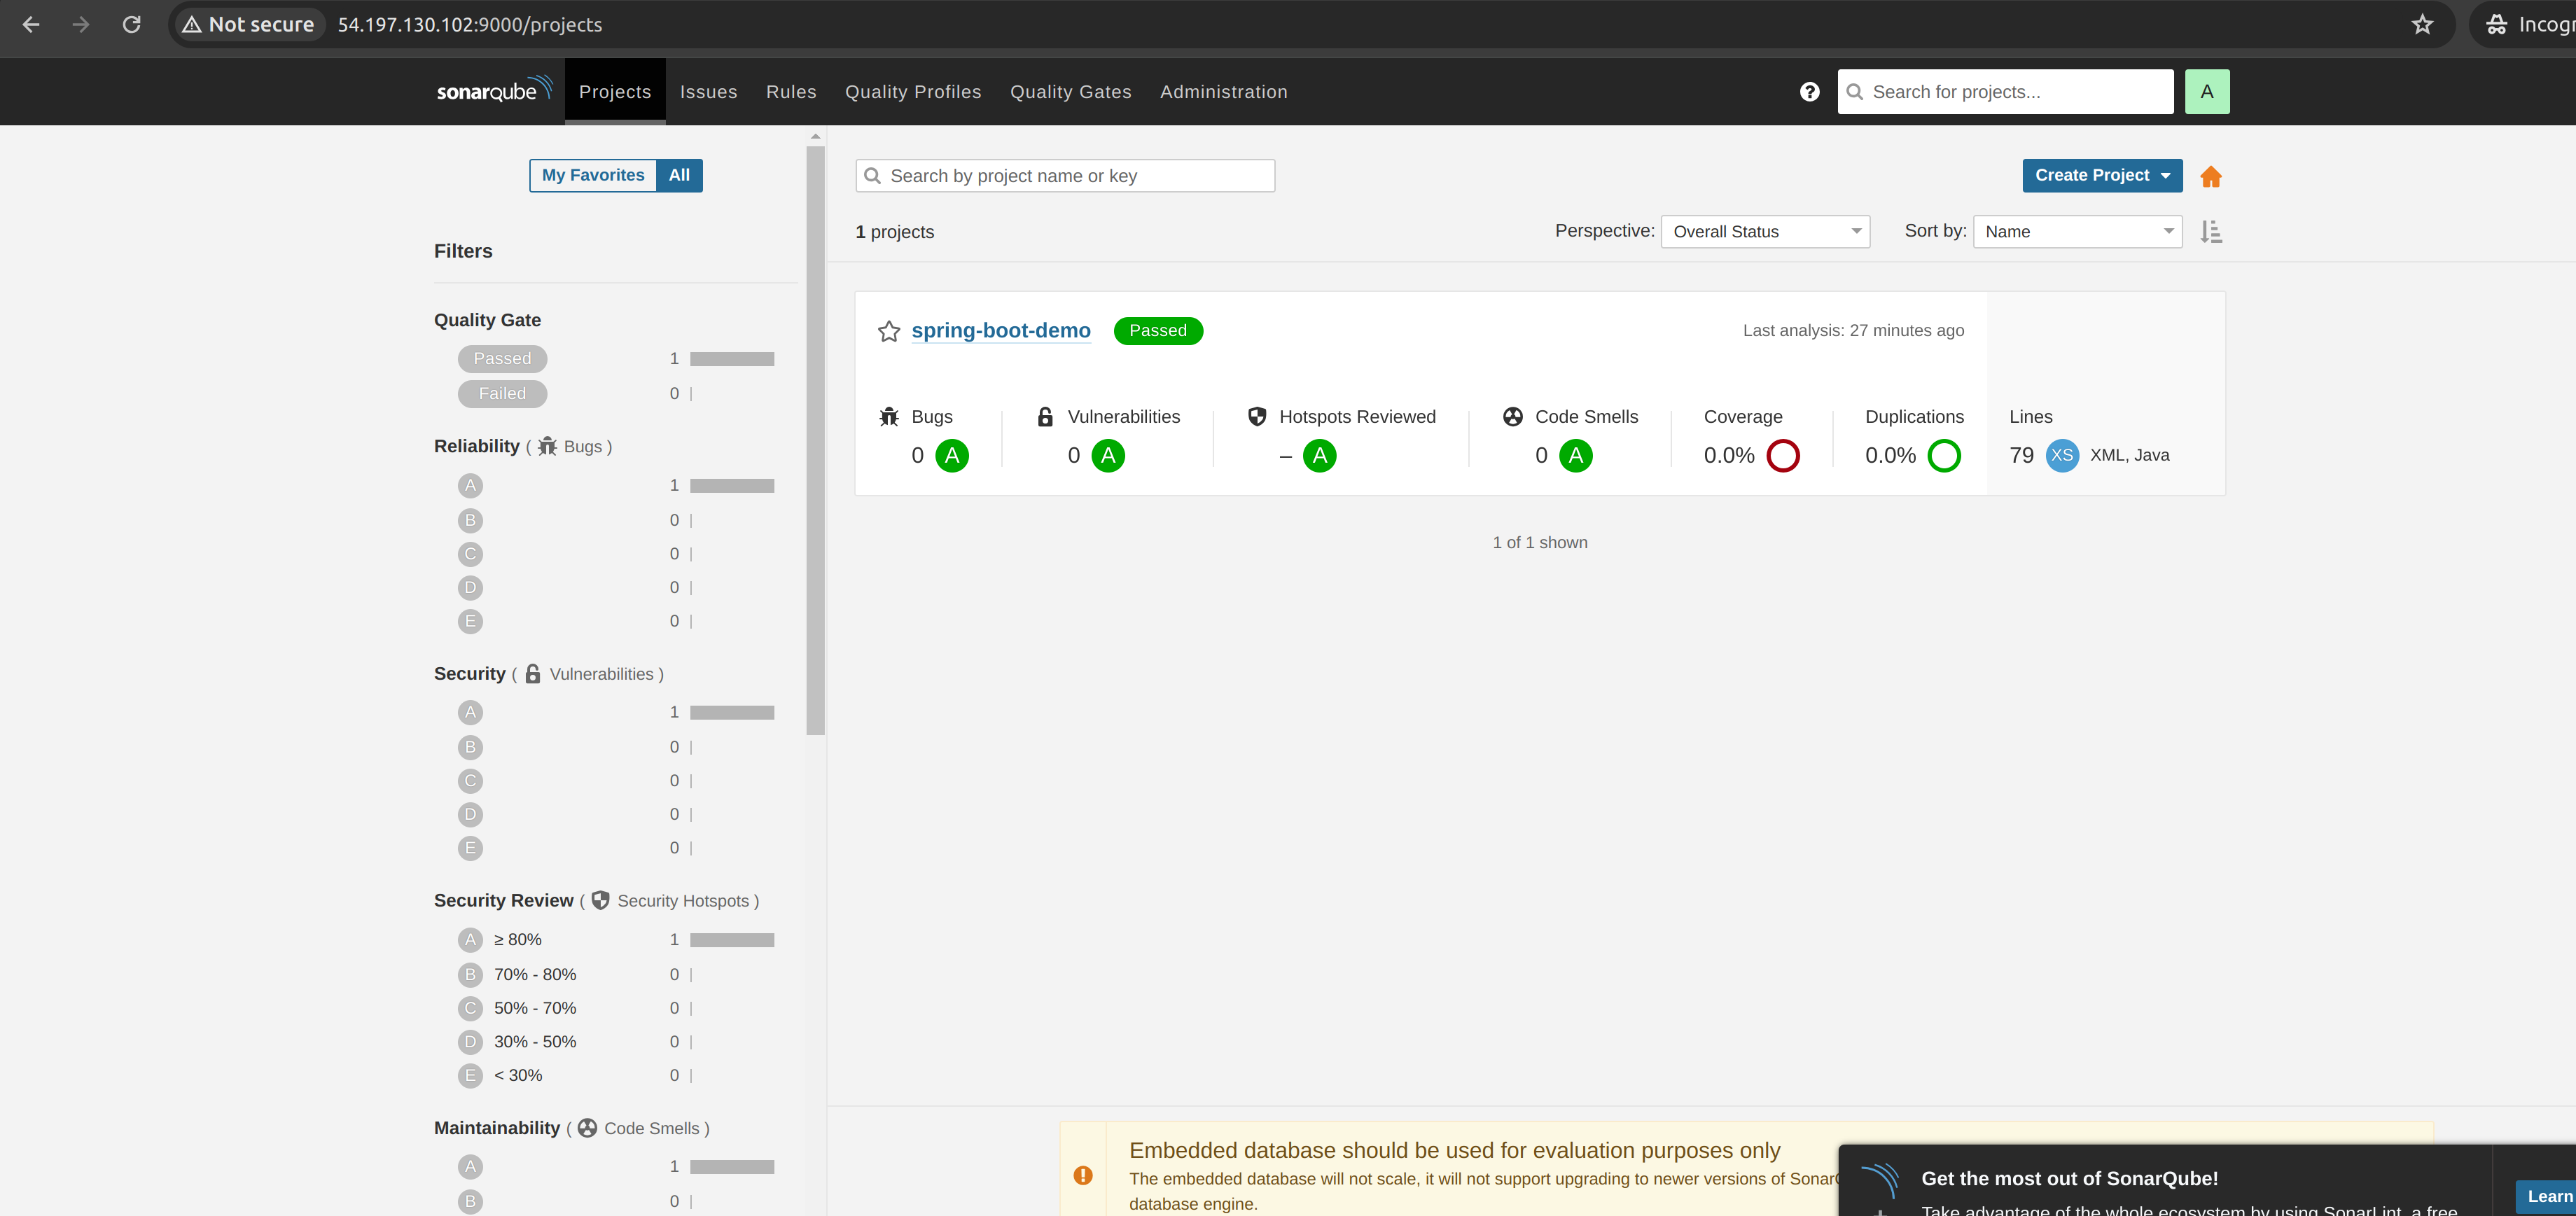 Not secure 54.197.130.102:9000/projects
sonarqube Projects Issues Rules Quality Profiles Quality Gates Administration Search for projects... A
My Favorites All
Filters
Quality Gate
Passed 1
Failed 0
Reliability ( Bugs )
A 1
B 0
C 0
D 0
E 0
Security ( Vulnerabilities )
A 1
B 0
C 0
D 0
E 0
Security Review ( Security Hotspots )
A ≥ 80% 1
B 70% - 80% 0
C 50% - 70% 0
D 30% - 50% 0
E < 30% 0
Maintainability ( Code Smells )
A 1
B 0
Search by project name or key
Create Project
1 projects
Perspective: Overall Status Sort by: Name
spring-boot-demo Passed Last analysis: 27 minutes ago
Bugs Vulnerabilities Hotspots Reviewed Code Smells Coverage Duplications Lines
0 A 0 A – A 0 A 0.0% 0.0% 79 XS XML, Java
1 of 1 shown
Embedded database should be used for evaluation purposes only
The embedded database will not scale, it will not support upgrading to newer versions of
database engine.
Get the most out of SonarQube!
Take advantage of the whole ecosystem by using SonarLint, a free
Learn